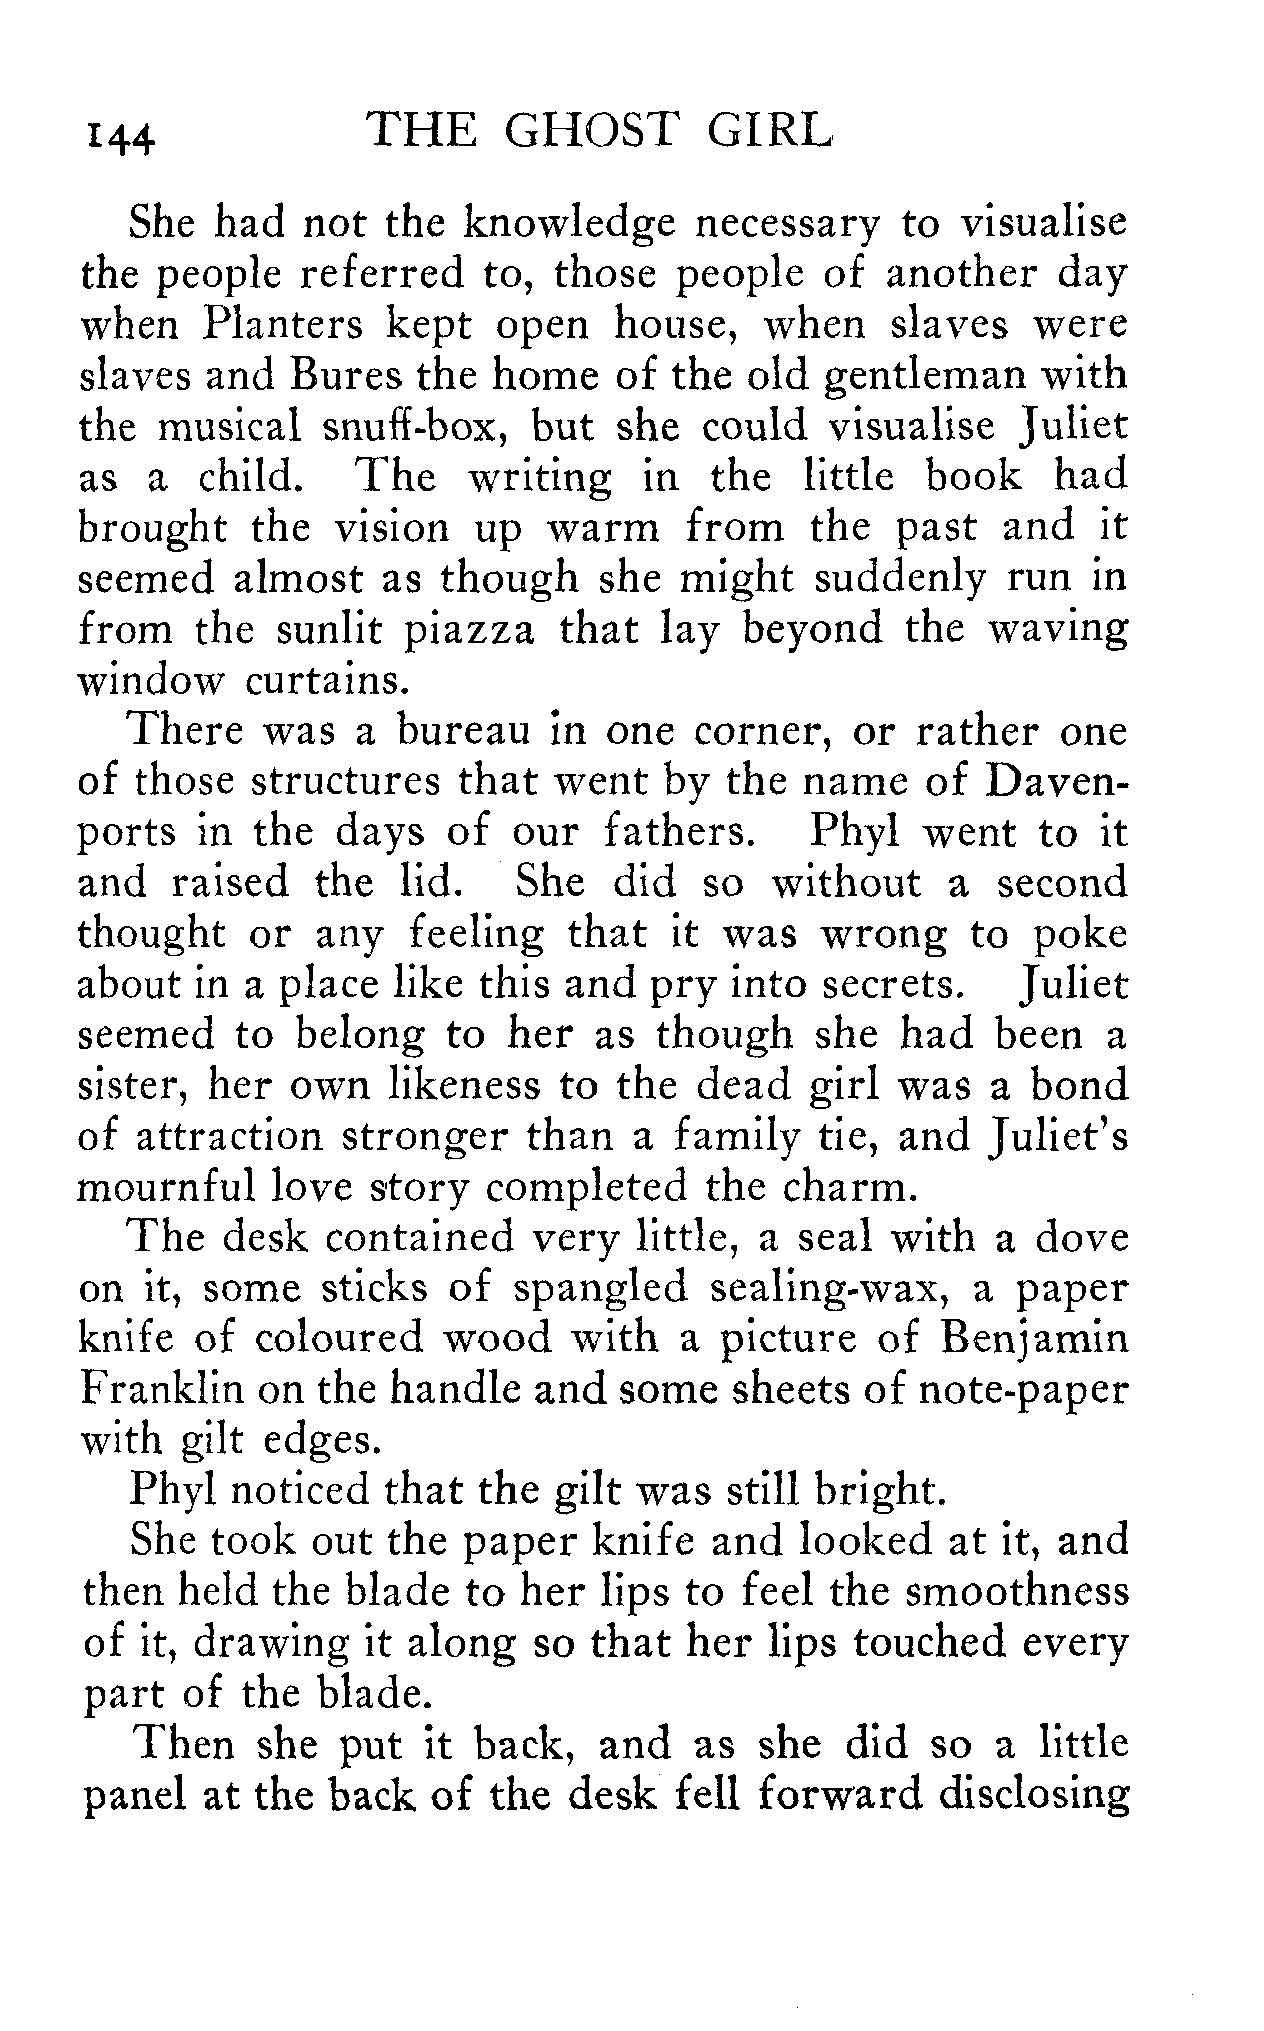 144 THE GHOST GIRL
She had not the knowledge necessary to visualise
the people referred to, those people of another day
when Planters kept open house, when slaves were
slaves and Bures the home of the old gentleman with
the musical snuff-box, but she could visualise Juliet
as a child. The writing in the little book had
brought the vision up warm from the past and it
seemed almost as though she might suddenly run in
from the sunlit piazza that lay beyond the waving
window curtains.
There was a bureau in one corner, or rather one
of those structures that went by the name of Daven-
ports in the days of our fathers. Phyl went to it
and raised the lid. She did so without a second
thought or any feeling that it was wrong to poke
about in a place like this and pry into secrets. Juliet
seemed to belong to her as though she had been a
sister, her own likeness to the dead girl was a bond
of attraction stronger than a family tie, and Juliet's
mournful love story completed the charm.
The desk contained very little, a seal with a dove
on it, some sticks of spangled sealing-wax, a paper
knife of coloured wood with a picture of Benjamin
Franklin on the handle and some sheets of note-paper
with gilt edges.
Phyl noticed that the gilt was still bright.
She took out the paper knife and looked at it, and
then held the blade to her lips to feel the smoothness
of it, drawing it along so that her lips touched every
part of the blade.
Then she put it back, and as she did so a little
panel at the back of the desk fell forward disclosing